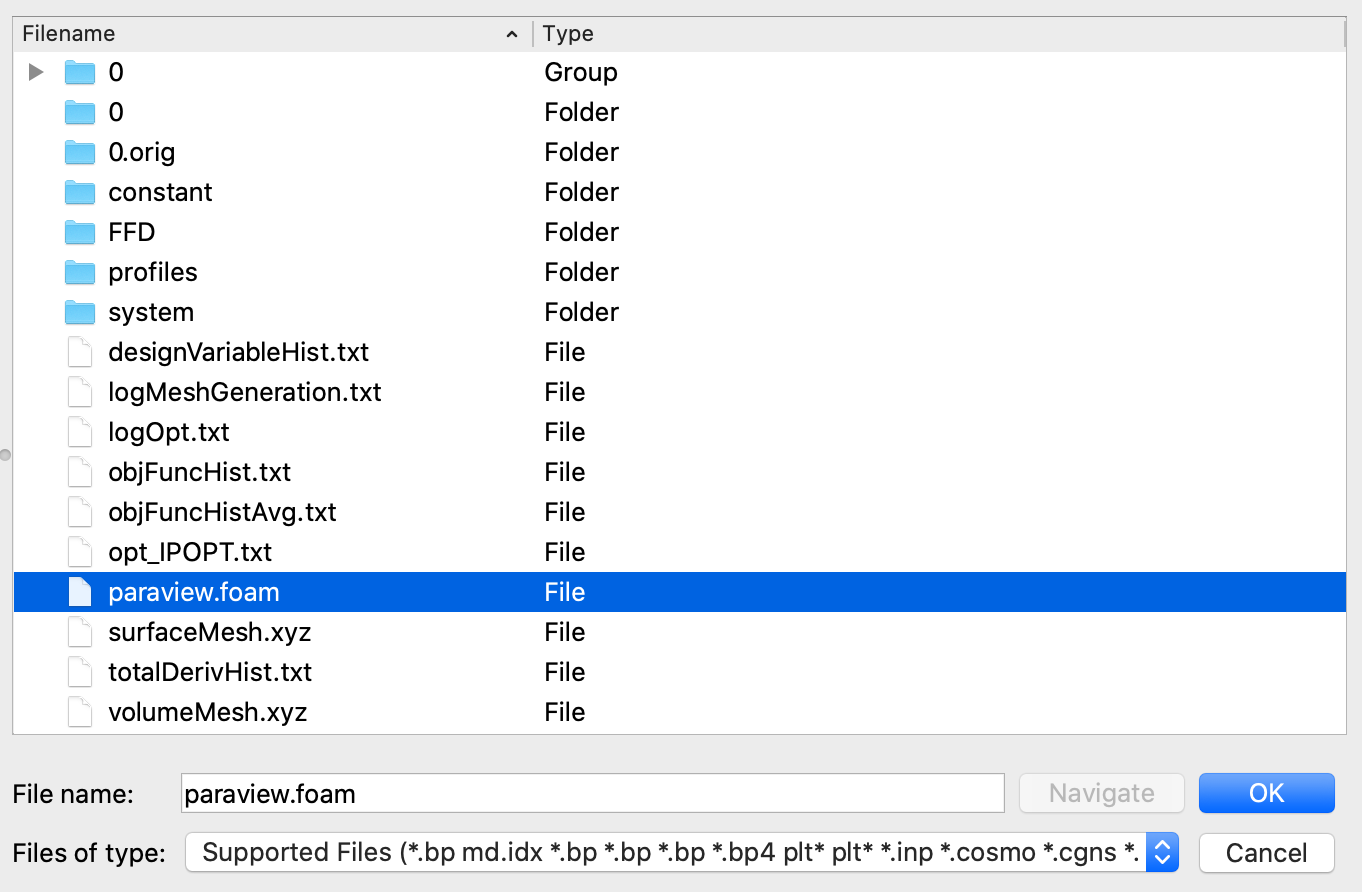 Filename Type
0 Group
0 Folder
0.orig Folder
constant Folder
FFD Folder
profiles Folder
system Folder
designVariableHist.txt File
logMeshGeneration.txt File
logOpt.txt File
objFuncHist.txt File
objFuncHistAvg.txt File
opt_IPOPT.txt File
paraview.foam File
surfaceMesh.xyz File
totalDerivHist.txt File
volumeMesh.xyz File
File name: paraview.foam Navigate OK
Files of type: Supported Files (*.bp md.idx *.bp *.bp *.bp *.bp4 plt* plt* *.inp *.cosmo *.cgns *. Cancel